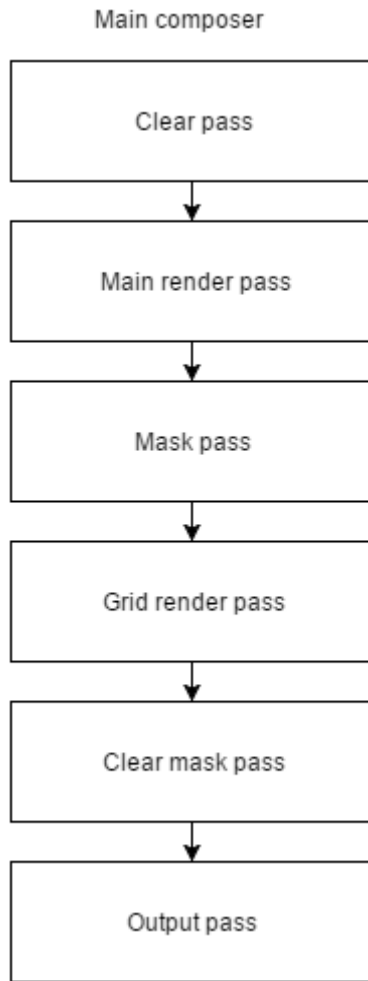 Main composer
Clear pass
Main render pass
Mask pass
Grid render pass
Clear mask pass
Output pass